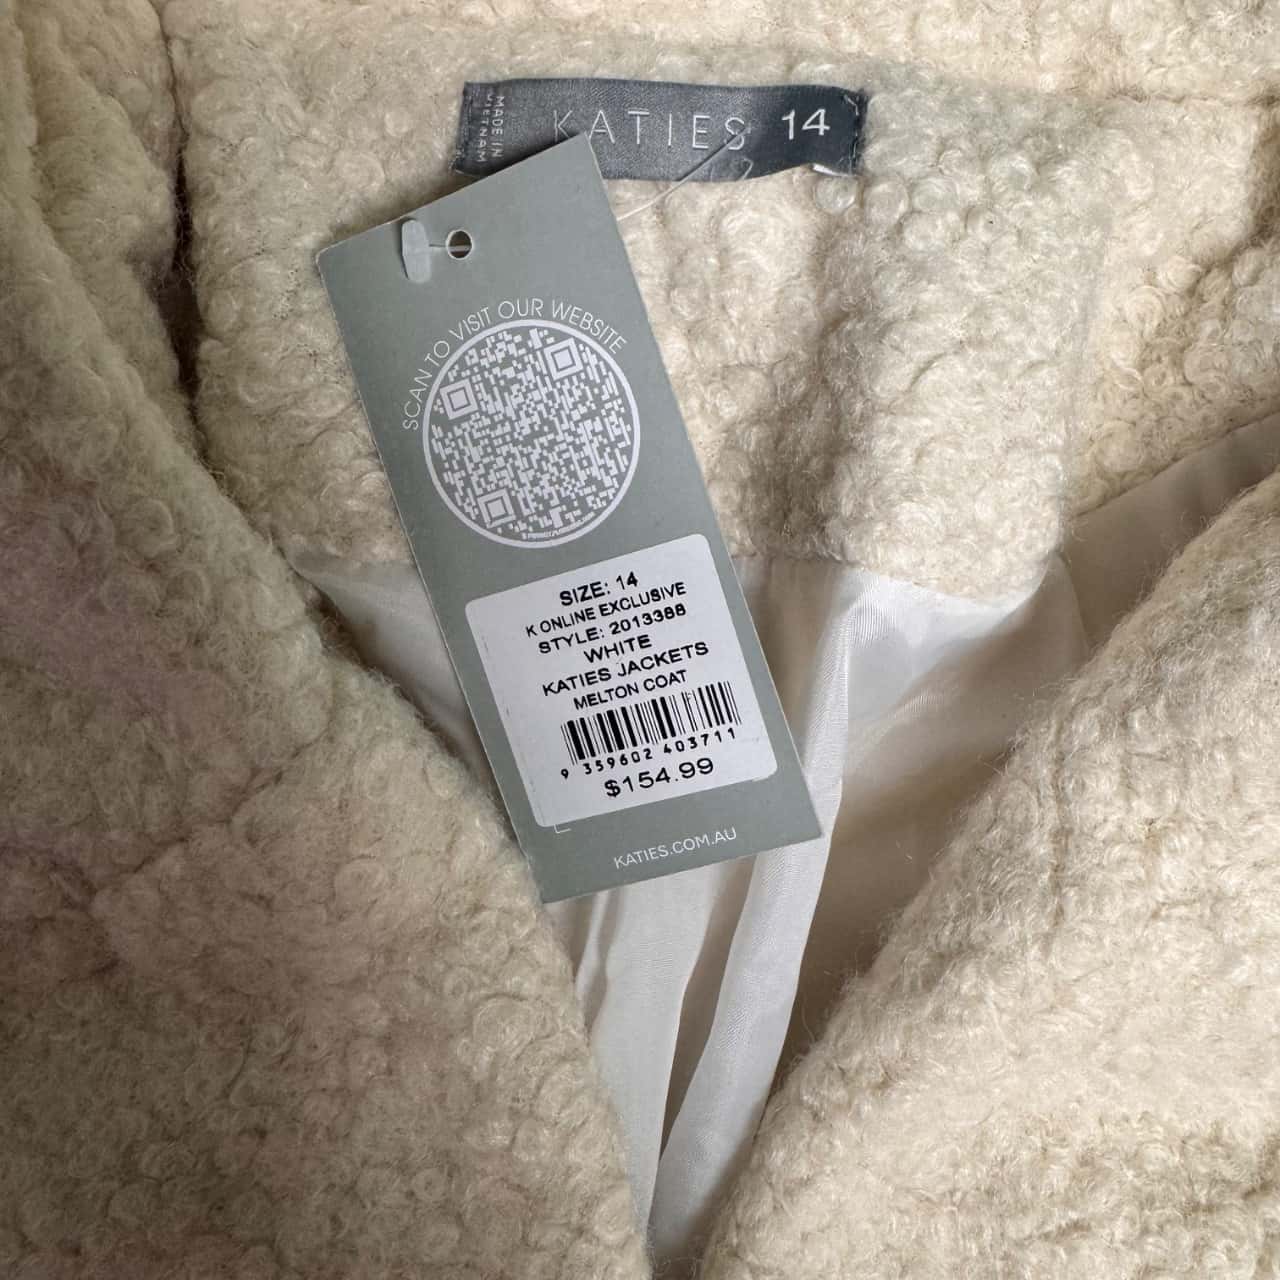 MADE IN
VIETNAM
KATIES 14
SCAN TO VISIT OUR WEBSITE
SIZE: 14
K ONLINE EXCLUSIVE
STYLE: 2013388
WHITE
KATIES JACKETS
MELTON COAT
9 359602 403711
$154.99
KATIES.COM.AU